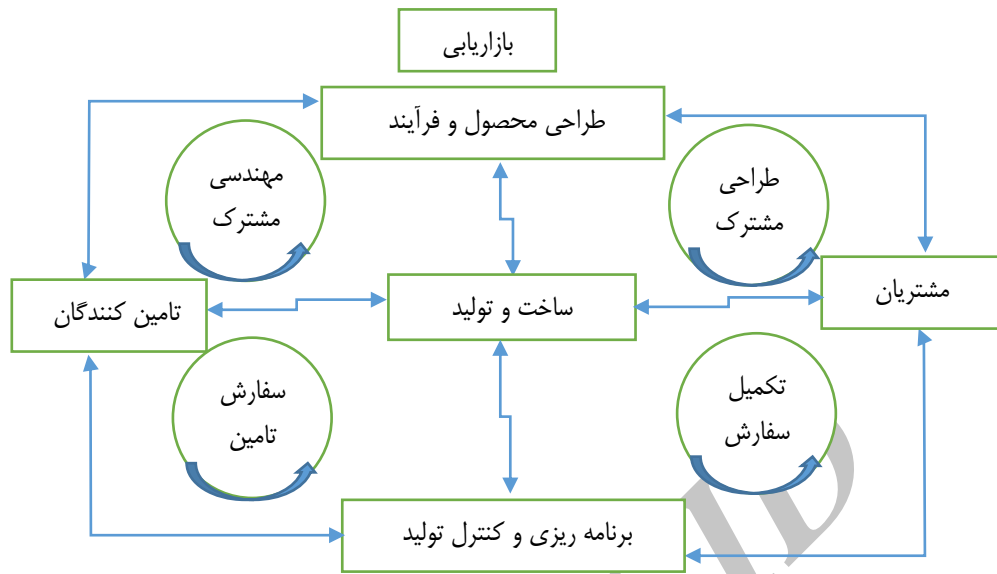 بازاریابی
طراحی محصول و فرآیند
طراحی
مشترک
مهندسی
مشترک
مشتریان
ساخت و تولید
تامین کنندگان
تکمیل
سفارش
سفارش
تامین
برنامه ریزی و کنترل تولید